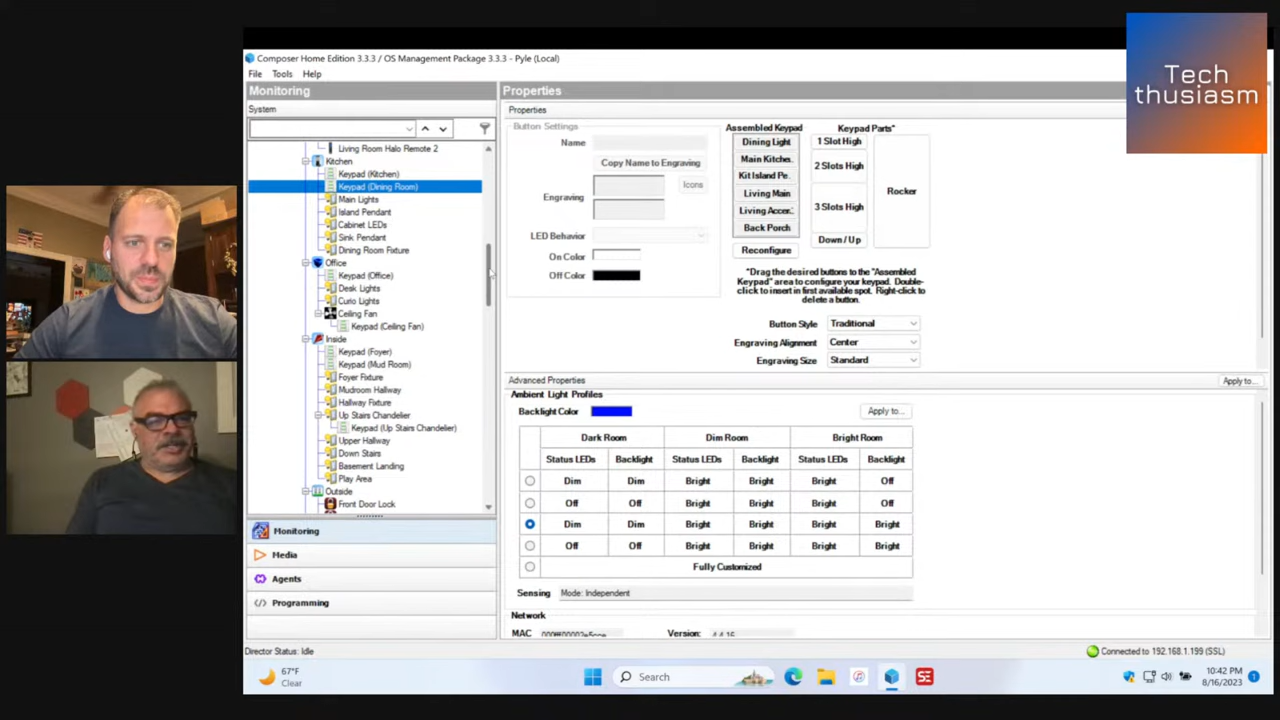 Tech
thusiasm
Composer Home Edition 3.3.3 / OS Management Package 3.3.3 - Pyle (Local)
File Tools Help
Monitoring
System
Living Room Halo Remote 2
Kitchen
Keypad (Kitchen)
Keypad (Dining Room)
Main Lights
Island Pendant
Cabinet LEDs
Sink Pendant
Dining Room Fixture
Office
Keypad (Office)
Desk Lights
Curio Lights
Ceiling Fan
Keypad (Ceiling Fan)
Inside
Keypad (Foyer)
Keypad (Mud Room)
Foyer Fixture
Mudroom Hallway
Hallway Fixture
Up Stairs Chandelier
Keypad (Up Stairs Chandelier)
Upper Hallway
Down Stairs
Basement Landing
Play Area
Outside
Front Door Lock
Monitoring
Media
Agents
Programming
Properties
Properties
Button Settings
Name
Copy Name to Engraving
Engraving
Icons
LED Behavior
On Color
Off Color
Assembled Keypad
Dining Light
Main Kitche.
Kit Island Pe.
Living Main
Living Accer.
Back Porch
Reconfigure
Keypad Parts*
1 Slot High
2 Slots High
3 Slots High
Down / Up
Rocker
*Drag the desired buttons to the "Assembled
Keypad" area to configure your keypad. Double-
click to insert in first available spot. Right-click to
delete a button.
Button Style Traditional
Engraving Alignment Center
Engraving Size Standard
Advanced Properties Apply to...
Ambient Light Profiles
Backlight Color Apply to...
Dark Room Dim Room Bright Room
Status LEDs Backlight Status LEDs Backlight Status LEDs Backlight
Dim Dim Bright Bright Bright Off
Off Off Bright Bright Bright Off
Dim Dim Bright Bright Bright Bright
Off Off Bright Bright Bright Bright
Fully Customized
Sensing Mode: Independent
Network
MAC Version: 4.4.16
Director Status: Idle
Connected to 192.168.1.199 (SSL)
67°F
Clear
Search
SE
10:42 PM
8/16/2023
1